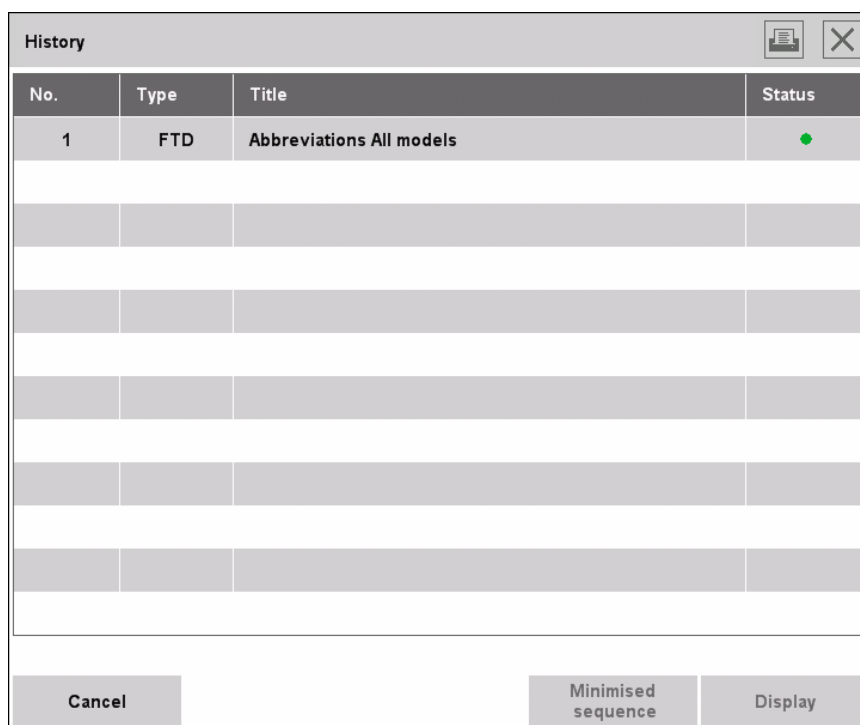 History
No. Type Title Status
1 FTD Abbreviations All models
Cancel Minimised sequence Display